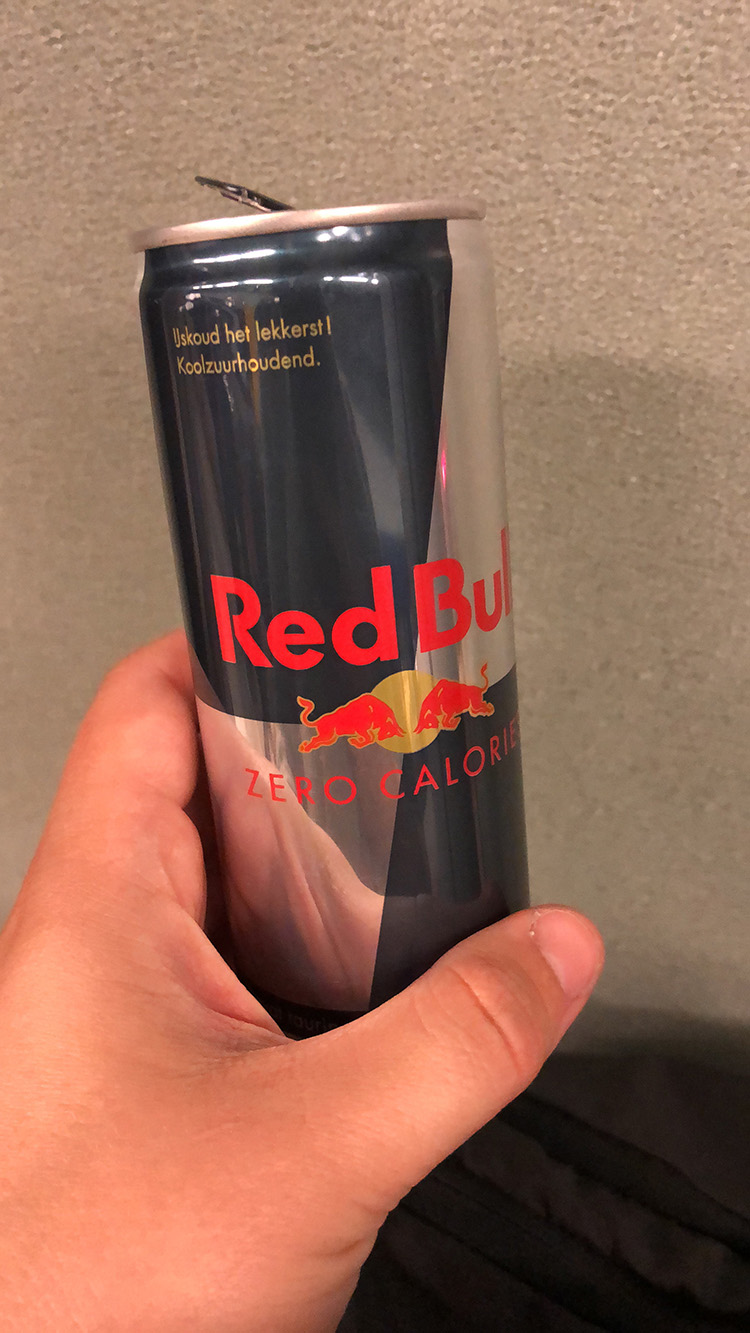 IJskoud het lekkerst!
Koolzuurhoudend.
Red Bul
ZERO CALORIE